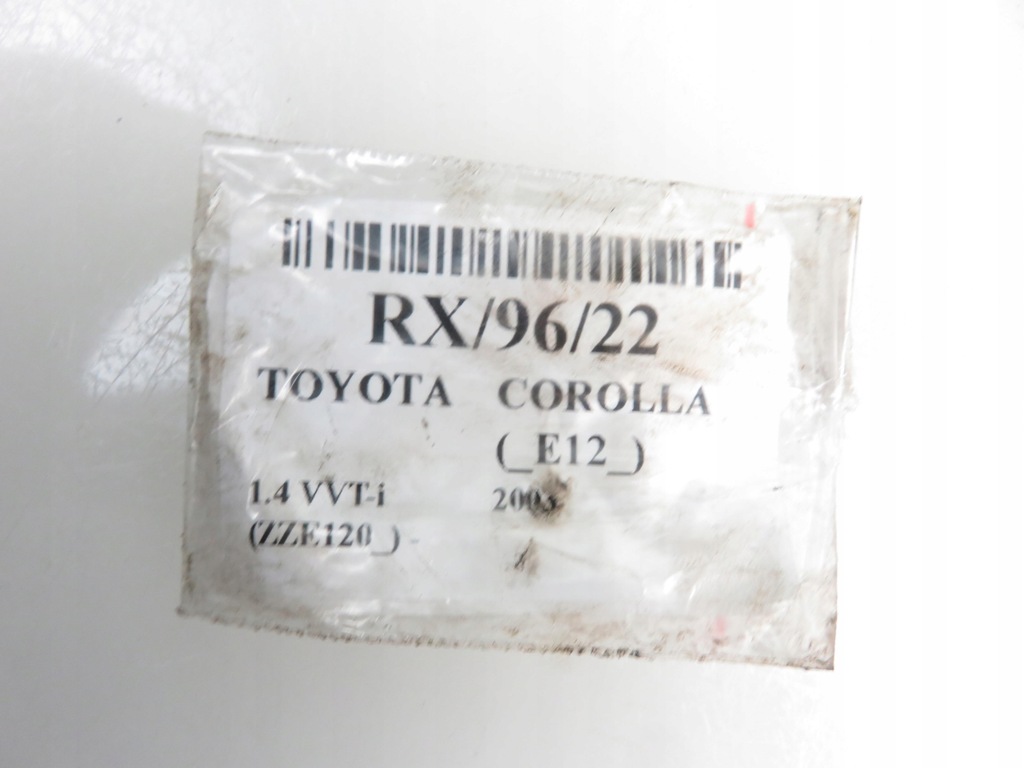 RX/96/22
TOYOTA COROLLA
(_E12_)
1.4 VVT-i
(ZZE120_)